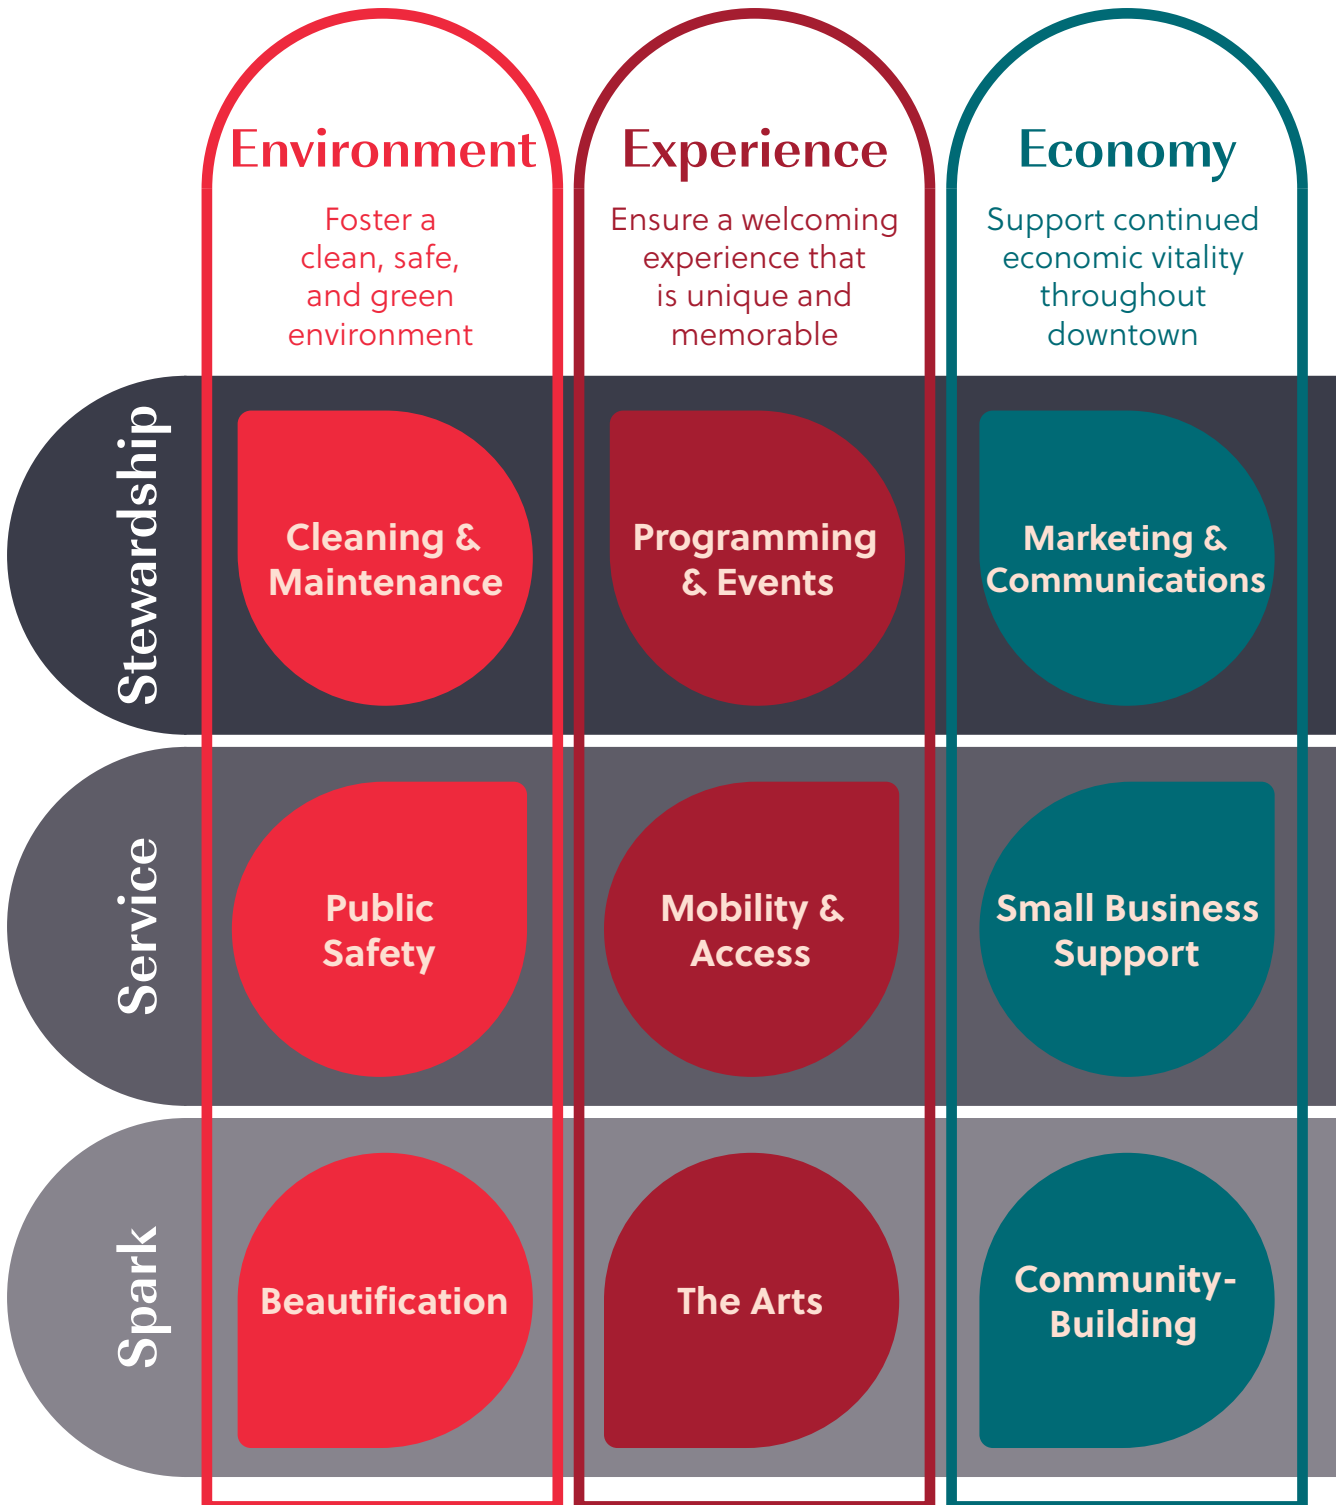 Environment
Foster a
clean, safe,
and green
environment
Experience
Ensure a welcoming
experience that
is unique and
memorable
Economy
Support continued
economic vitality
throughout
downtown
Stewardship
Cleaning &
Maintenance
Programming
& Events
Marketing &
Communications
Service
Public
Safety
Mobility &
Access
Small Business
Support
Spark
Beautification
The Arts
Community-
Building